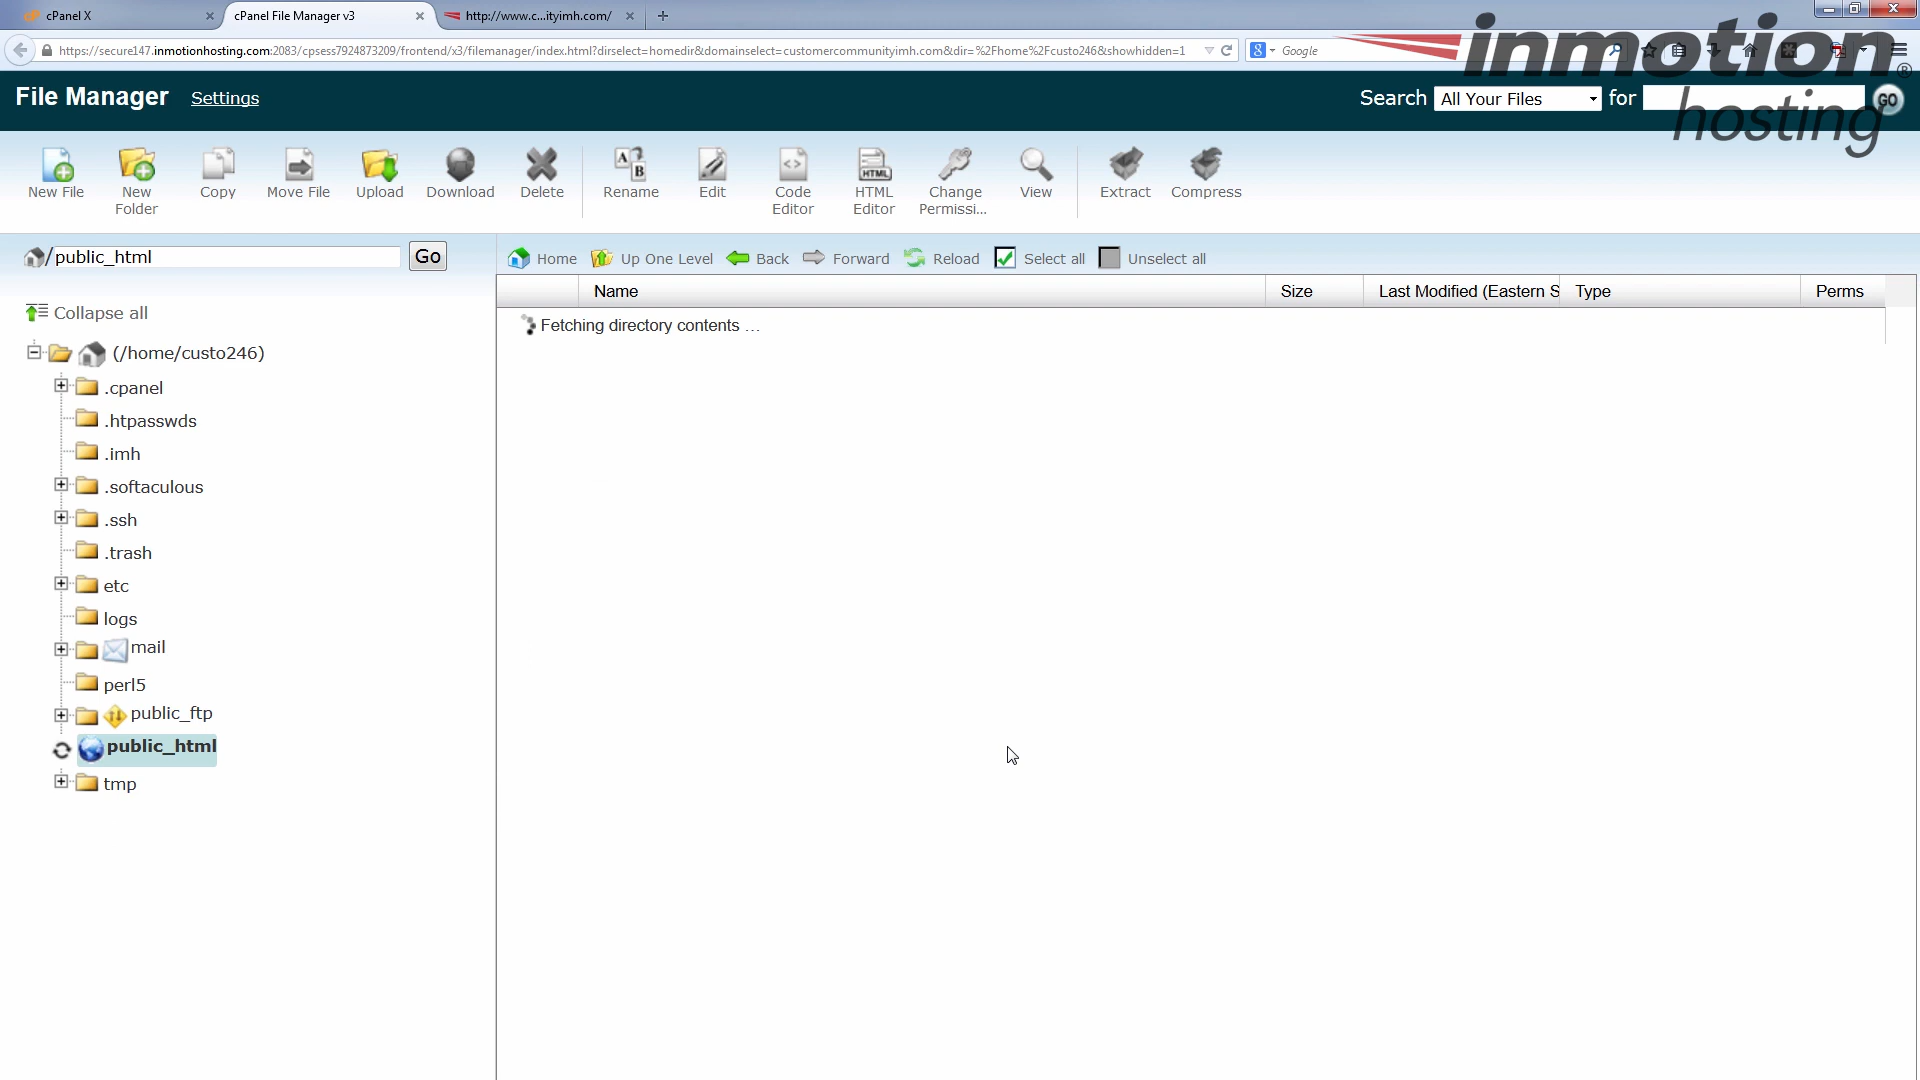 cPanel X
cPanel File Manager v3
http://www.c...ityimh.com/
https://secure147.inmotionhosting.com:2083/cpsess7924873209/frontend/x3/filemanager/index.html?dirselect=homedir&domainselect=customercommunityimh.com&dir=%2Fhome%2Fcusto246&showhidden=1
Google
inmotion®
hosting
File Manager Settings
Search All Your Files for GO
New File
New Folder
Copy
Move File
Upload
Download
Delete
Rename
Edit
Code Editor
HTML Editor
Change Permissi...
View
Extract
Compress
/public_html Go
Home Up One Level Back Forward Reload Select all Unselect all
Name Size Last Modified (Eastern S Type Perms
Fetching directory contents ...
Collapse all
(/home/custo246)
.cpanel
.htpasswds
.imh
.softaculous
.ssh
.trash
etc
logs
mail
perl5
public_ftp
public_html
tmp